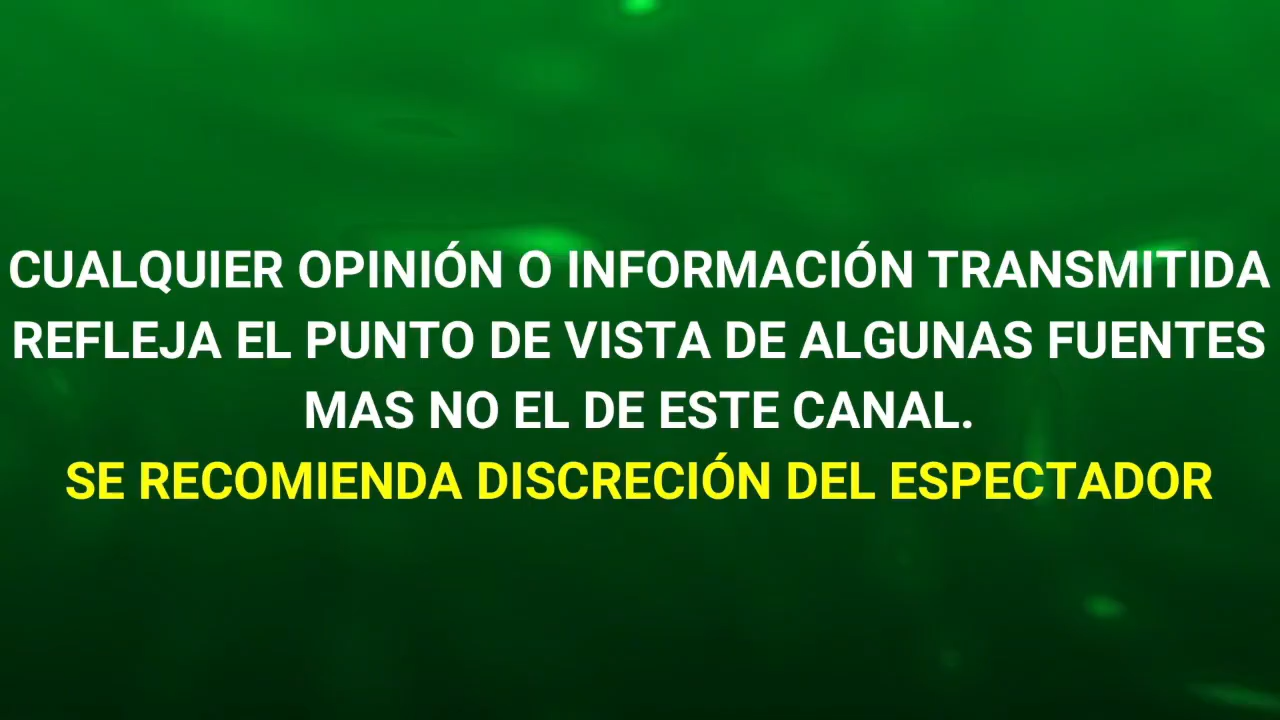 CUALQUIER OPINIÓN O INFORMACIÓN TRANSMITIDA
REFLEJA EL PUNTO DE VISTA DE ALGUNAS FUENTES
MAS NO EL DE ESTE CANAL.
SE RECOMIENDA DISCRECIÓN DEL ESPECTADOR